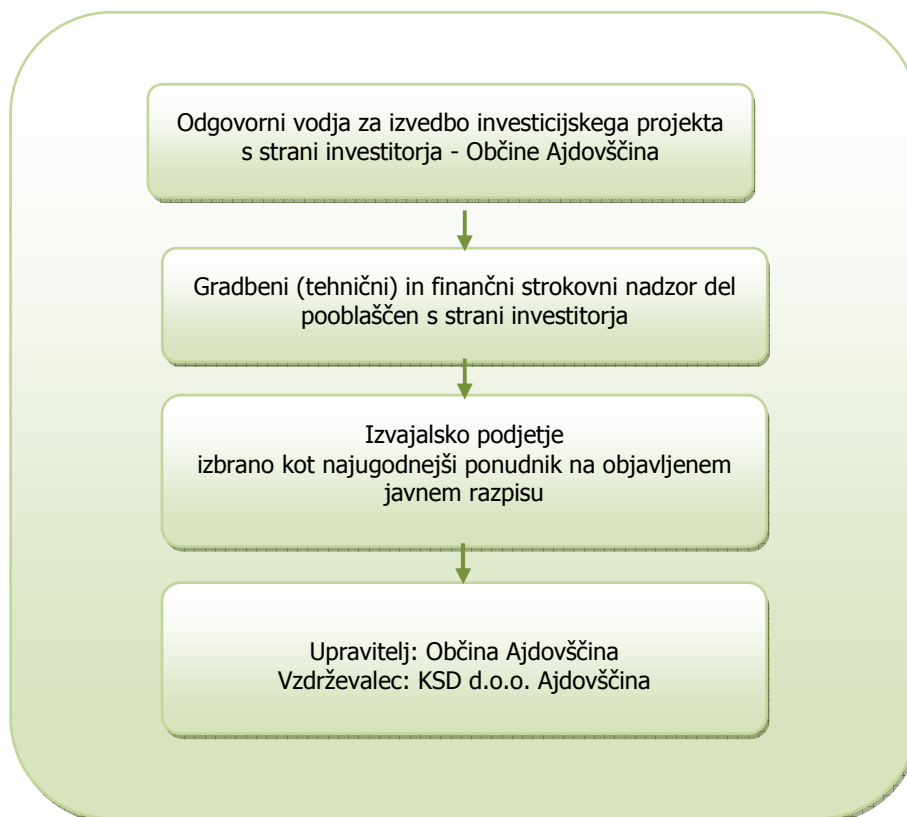 Odgovorni vodja za izvedbo investicijskega projekta
s strani investitorja - Občine Ajdovščina
Gradbeni (tehnični) in finančni strokovni nadzor del
pooblaščen s strani investitorja
Izvajalsko podjetje
izbrano kot najugodnejši ponudnik na objavljenem
javnem razpisu
Upravitelj: Občina Ajdovščina
Vzdrževalec: KSD d.o.o. Ajdovščina